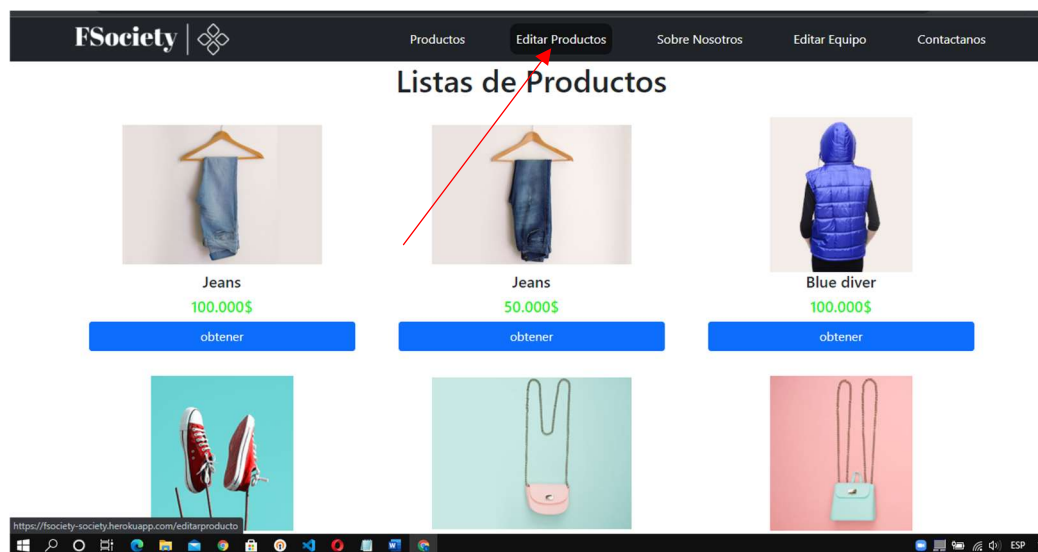 FSociety
Productos Editar Productos Sobre Nosotros Editar Equipo Contactanos
Listas de Productos
Jeans Jeans Blue diver
100.000$ 50.000$ 100.000$
obtener obtener obtener
https://fsociety-society.herokuapp.com/editarproducto
ESP